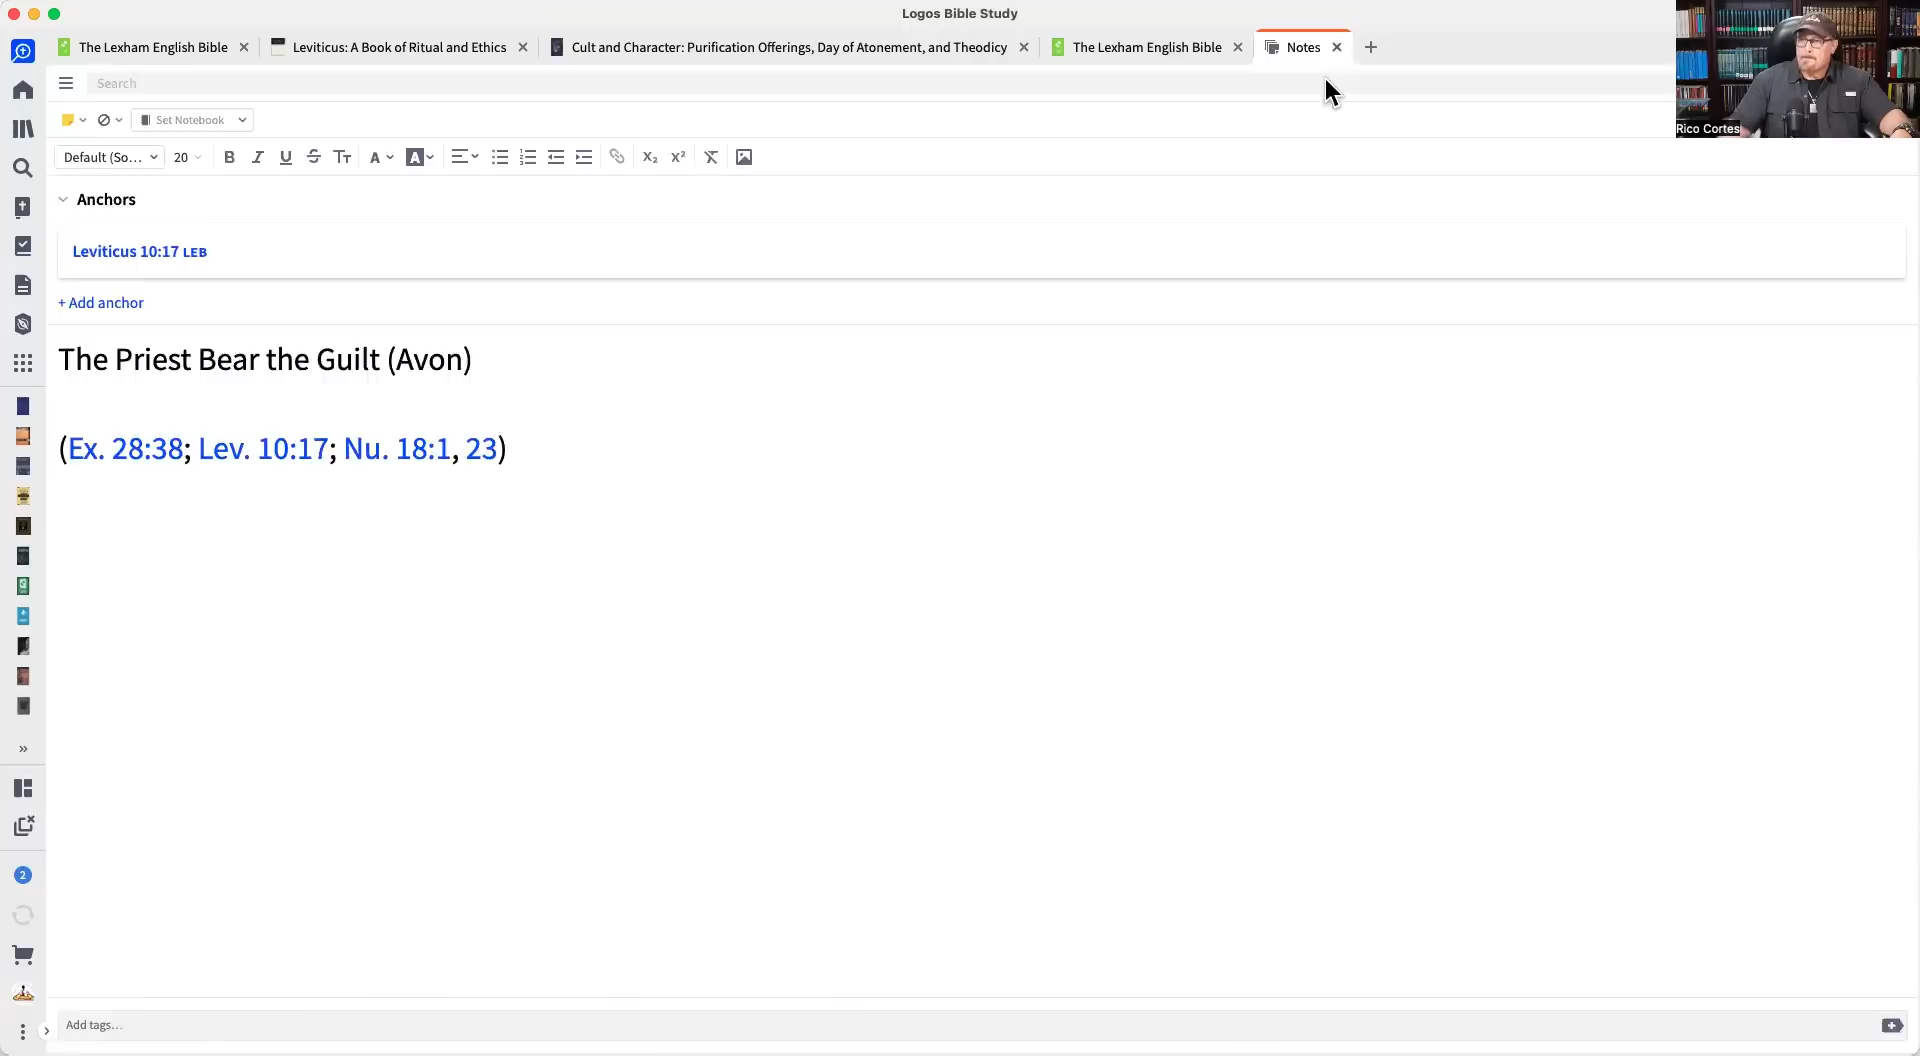 Logos Bible Study
The Lexham English Bible
Leviticus: A Book of Ritual and Ethics
Cult and Character: Purification Offerings, Day of Atonement, and Theodicy
The Lexham English Bible
Notes
Search
Set Notebook
Rico Cortes
Default (So... 20
Anchors
Leviticus 10:17 LEB
+ Add anchor
The Priest Bear the Guilt (Avon)
(Ex. 28:38; Lev. 10:17; Nu. 18:1, 23)
2
Add tags...